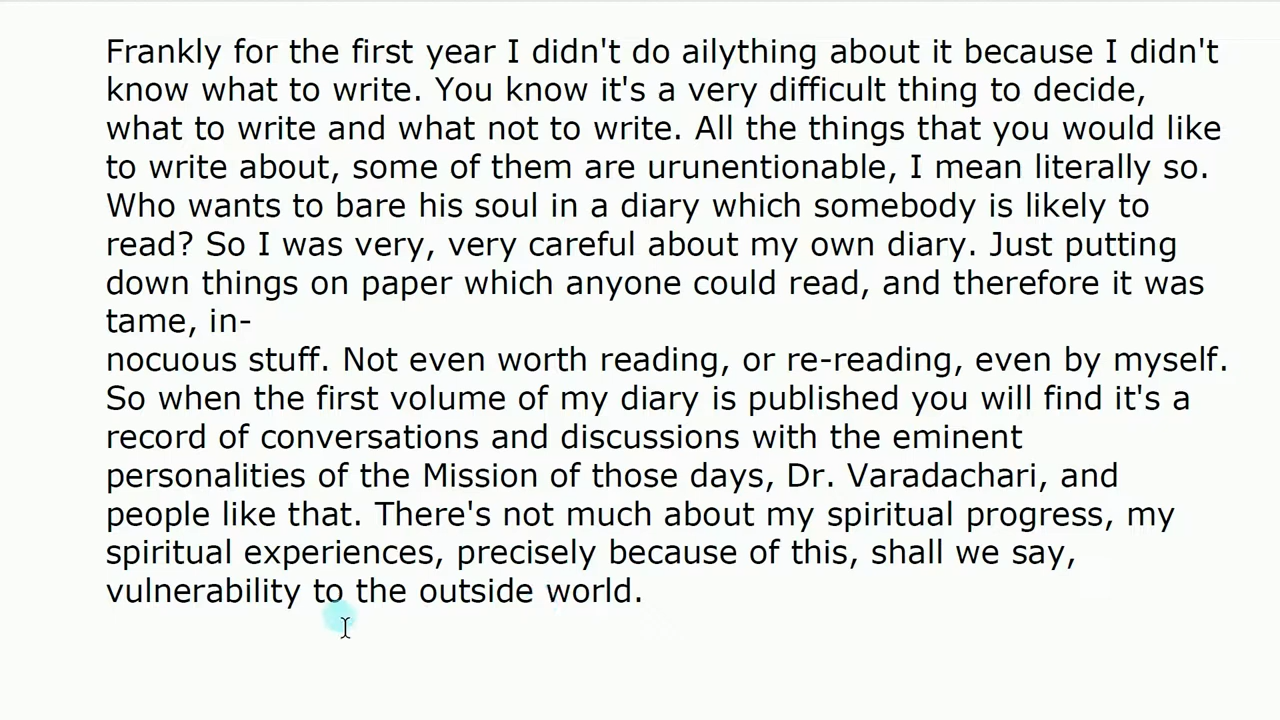 Frankly for the first year I didn't do ailything about it because I didn't
know what to write. You know it's a very difficult thing to decide,
what to write and what not to write. All the things that you would like
to write about, some of them are urunentionable, I mean literally so.
Who wants to bare his soul in a diary which somebody is likely to
read? So I was very, very careful about my own diary. Just putting
down things on paper which anyone could read, and therefore it was
tame, in-
nocuous stuff. Not even worth reading, or re-reading, even by myself.
So when the first volume of my diary is published you will find it's a
record of conversations and discussions with the eminent
personalities of the Mission of those days, Dr. Varadachari, and
people like that. There's not much about my spiritual progress, my
spiritual experiences, precisely because of this, shall we say,
vulnerability to the outside world.